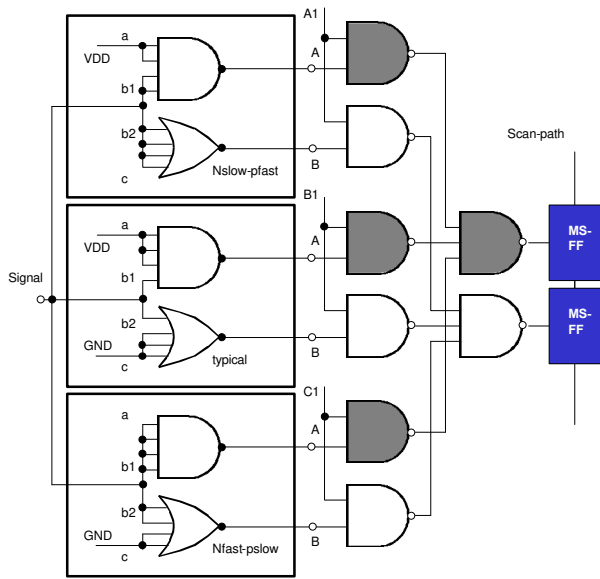 A1
a
VDD
A
b1
b2
Scan-path
c
Nslow-pfast
B
B1
a
VDD
A
MS-
FF
Signal
b1
b2
MS-
FF
GND
c
typical
B
C1
a
A
b1
b2
GND
c
Nfast-pslow
B